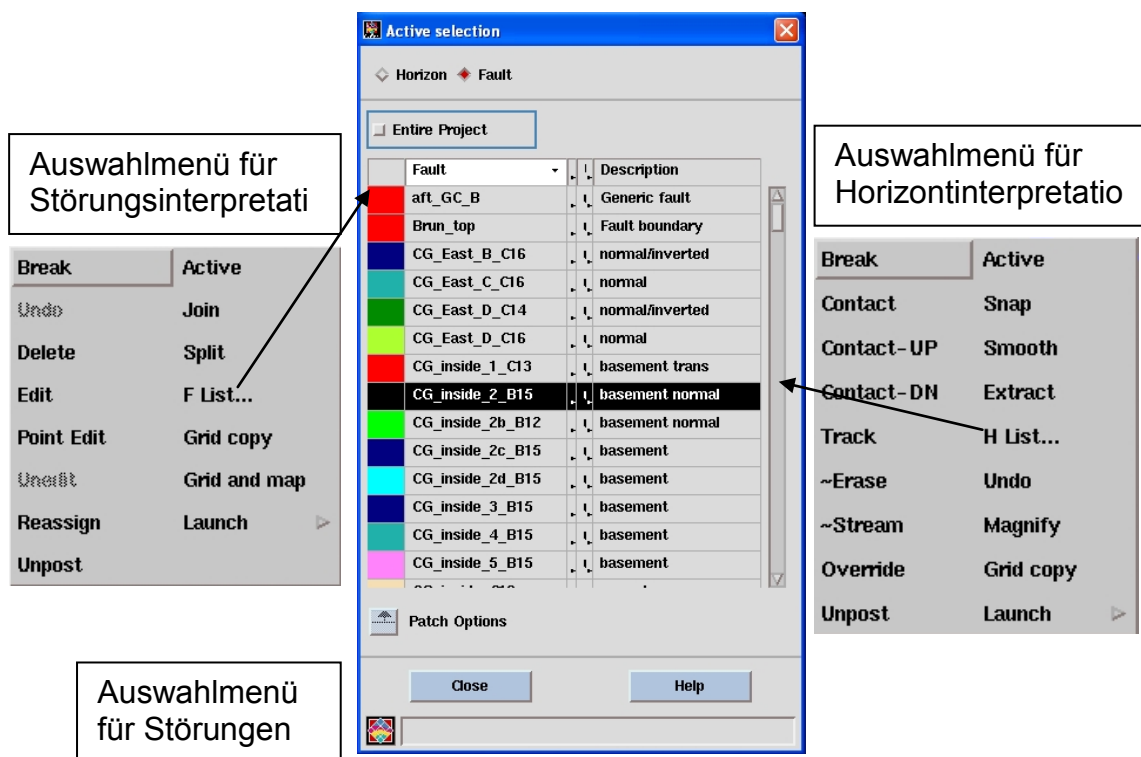 Active selection
Horizon Fault
Entire Project
Fault Description
aft_GC_B Generic fault
Brun_top Fault boundary
CG_East_B_C16 normal/inverted
CG_East_C_C16 normal
CG_East_D_C14 normal/inverted
CG_East_D_C16 normal
CG_inside_1_C13 basement trans
CG_inside_2_B15 basement normal
CG_inside_2b_B12 basement normal
CG_inside_2c_B15 basement
CG_inside_2d_B15 basement
CG_inside_3_B15 basement
CG_inside_4_B15 basement
CG_inside_5_B15 basement
Patch Options
Close Help
Auswahlmenü für
Störungsinterpretati
Break Active
Undo Join
Delete Split
Edit F List...
Point Edit Grid copy
Unedit Grid and map
Reassign Launch
Unpost
Auswahlmenü
für Störungen
Auswahlmenü für
Horizontinterpretatio
Break Active
Contact Snap
Contact-UP Smooth
Contact-DN Extract
Track H List...
~Erase Undo
~Stream Magnify
Override Grid copy
Unpost Launch